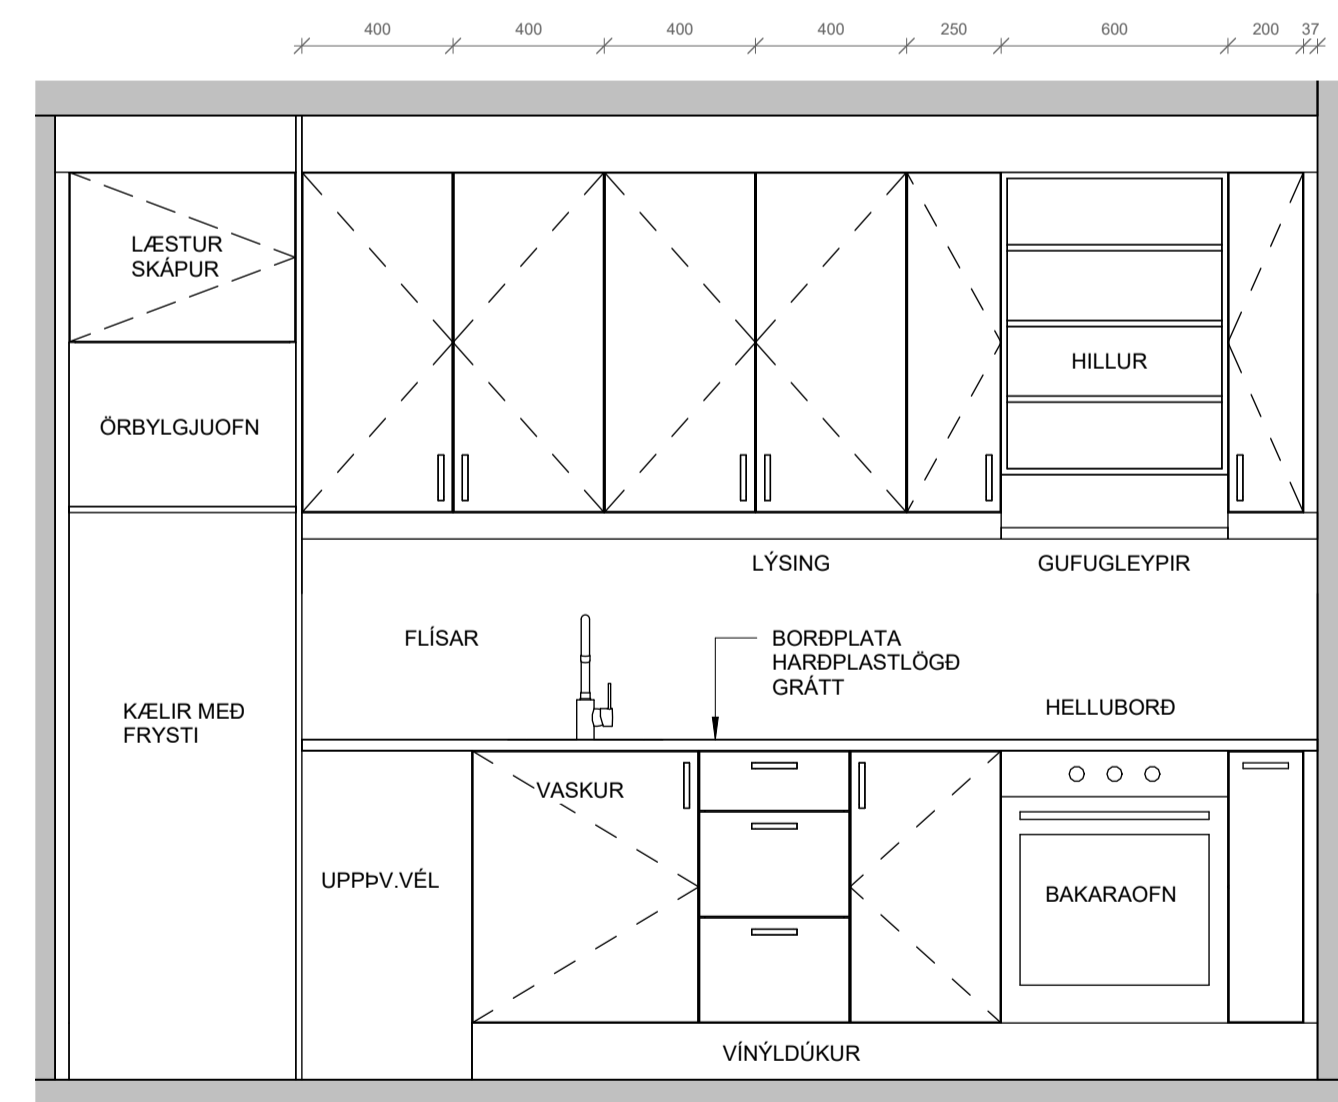 400 400 400 400 250 600 200 37
LÆSTUR
SKÁPUR
HILLUR
ÖRBYLGJUOFN
LÝSING
GUFUGLEYPIR
FLÍSAR
BORÐPLATA
HARÐPLASTLÖGÐ
GRÁTT
KÆLIR MEÐ
FRYSTI
HELLUBORÐ
VASKUR
UPPÞV.VÉL
BAKARAOFN
VÍNÝLDÚKUR